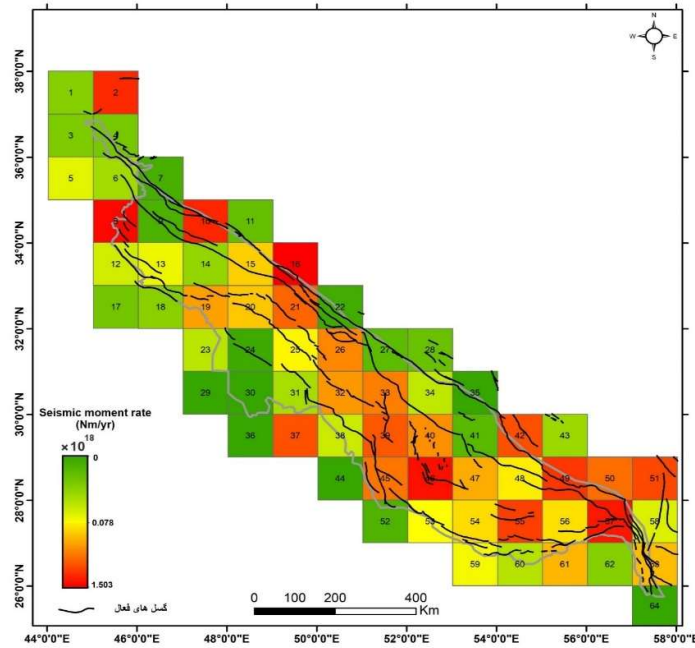 N
W E
S
38°0'0"N
1 2
3 4
36°0'0"N
5 6 7
8 9 10 11
34°0'0"N
12 13 14 15 16
17 18 19 20 21 22
32°0'0"N
23 24 25 26 27 28
29 30 31 32 33 34 35
30°0'0"N
36 37 38 39 40 41 42 43
44 45 47 48 49 50 51
28°0'0"N
52 53 54 55 56 57 58
59 60 61 62 63
26°0'0"N
64
Seismic moment rate
(Nm/yr)
× 10 18
0
0.078
1.503
گسل های فعال
0 100 200 400
Km
44°0'0"E 46°0'0"E 48°0'0"E 50°0'0"E 52°0'0"E 54°0'0"E 56°0'0"E 58°0'0"E